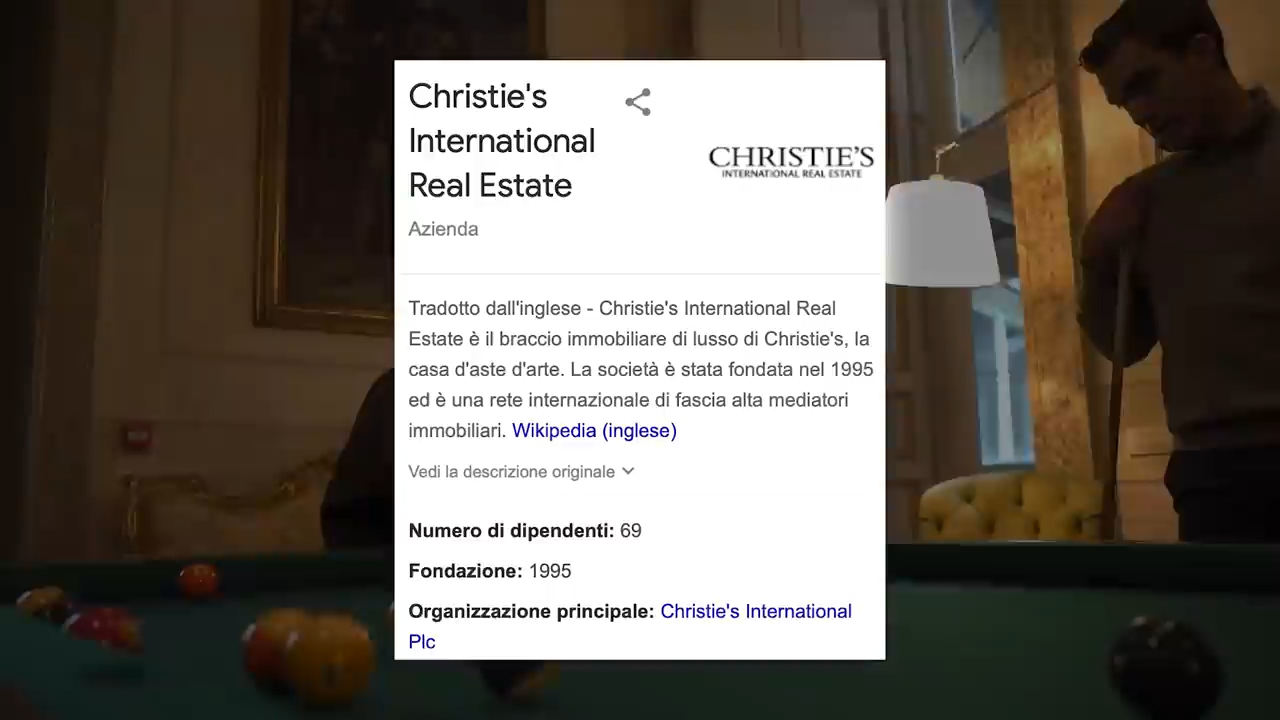 Christie's
International
Real Estate
CHRISTIE'S
INTERNATIONAL REAL ESTATE
Azienda
Tradotto dall'inglese - Christie's International Real
Estate è il braccio immobiliare di lusso di Christie's, la
casa d'aste d'arte. La società è stata fondata nel 1995
ed è una rete internazionale di fascia alta mediatori
immobiliari. Wikipedia (inglese)
Vedi la descrizione originale
Numero di dipendenti: 69
Fondazione: 1995
Organizzazione principale: Christie's International
Plc